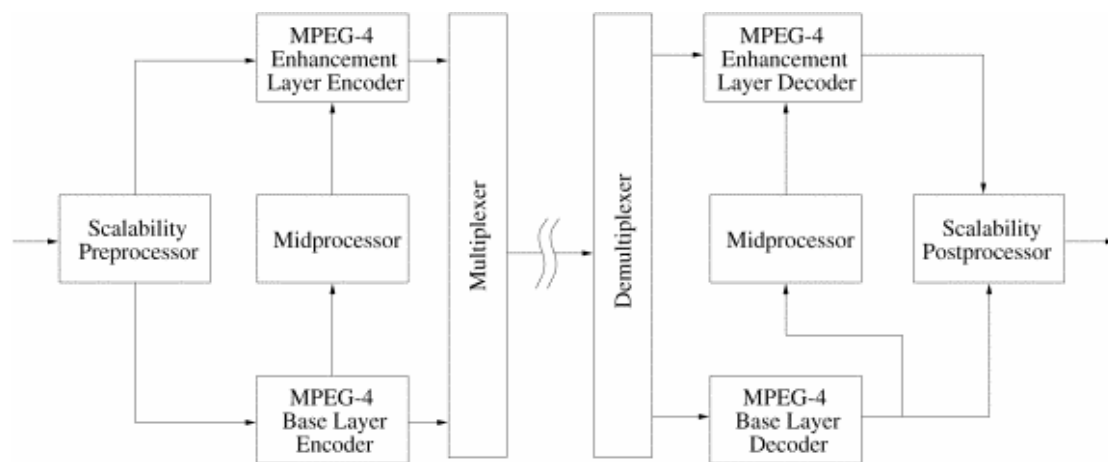 MPEG-4
Enhancement
Layer Encoder
MPEG-4
Enhancement
Layer Decoder
Scalability
Preprocessor
Midprocessor
Multiplexer
Demultiplexer
Midprocessor
Scalability
Postprocessor
MPEG-4
Base Layer
Encoder
MPEG-4
Base Layer
Decoder